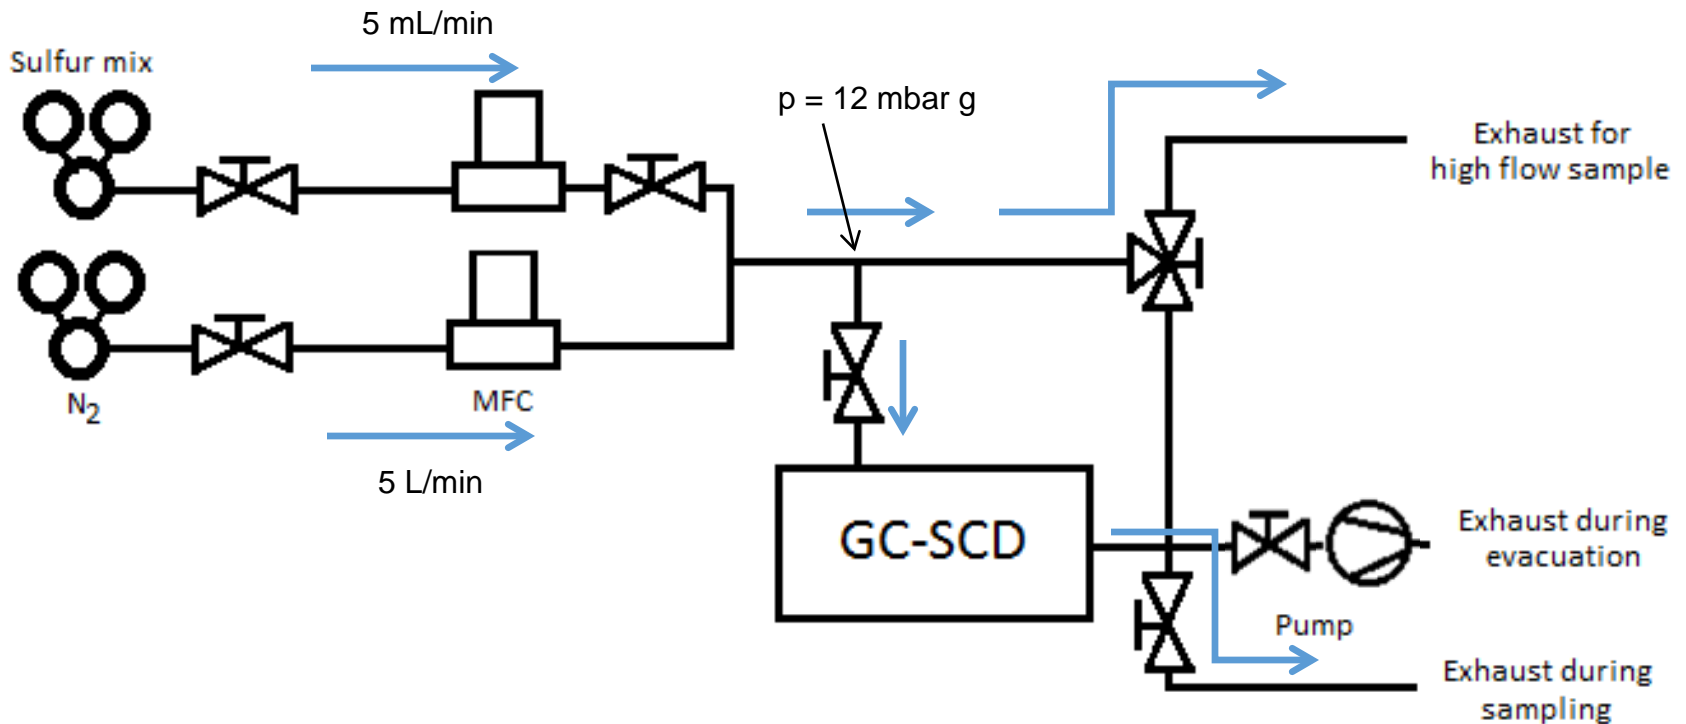 5 mL/min
Sulfur mix
p = 12 mbar g
Exhaust for
high flow sample
N2
MFC
5 L/min
GC-SCD
Exhaust during
evacuation
Pump
Exhaust during
sampling